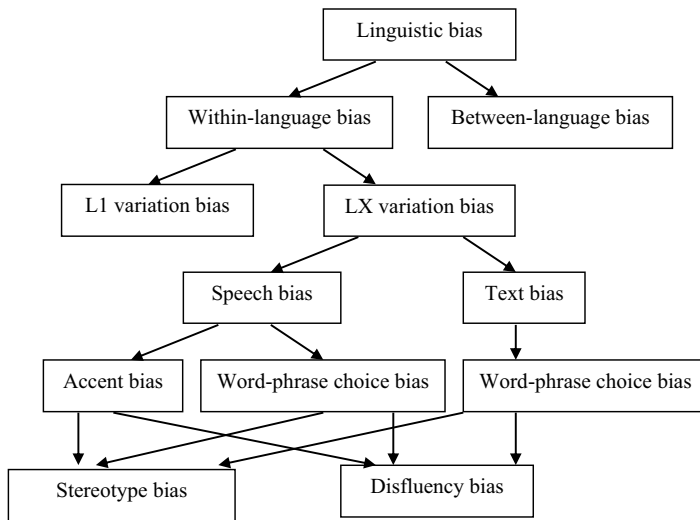 Linguistic bias
Within-language bias
Between-language bias
L1 variation bias
LX variation bias
Speech bias
Text bias
Accent bias
Word-phrase choice bias
Word-phrase choice bias
Stereotype bias
Disfluency bias